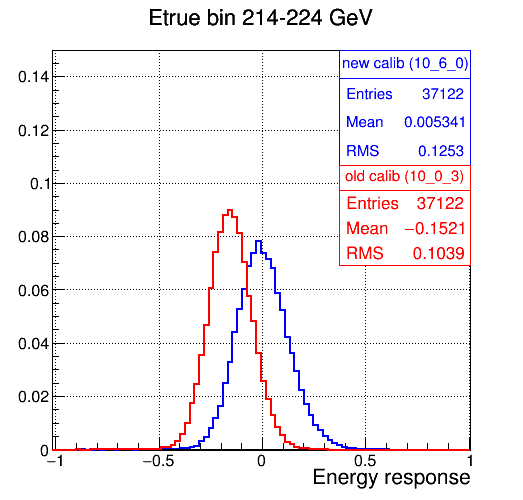 Etrue bin 214-224 GeV
new calib (10_6_0)
Entries 37122
Mean 0.005341
RMS 0.1253
old calib (10_0_3)
Entries 37122
Mean −0.1521
RMS 0.1039
0.14
0.12
0.1
0.08
0.06
0.04
0.02
0
−1 −0.5 0 0.5 1
Energy response